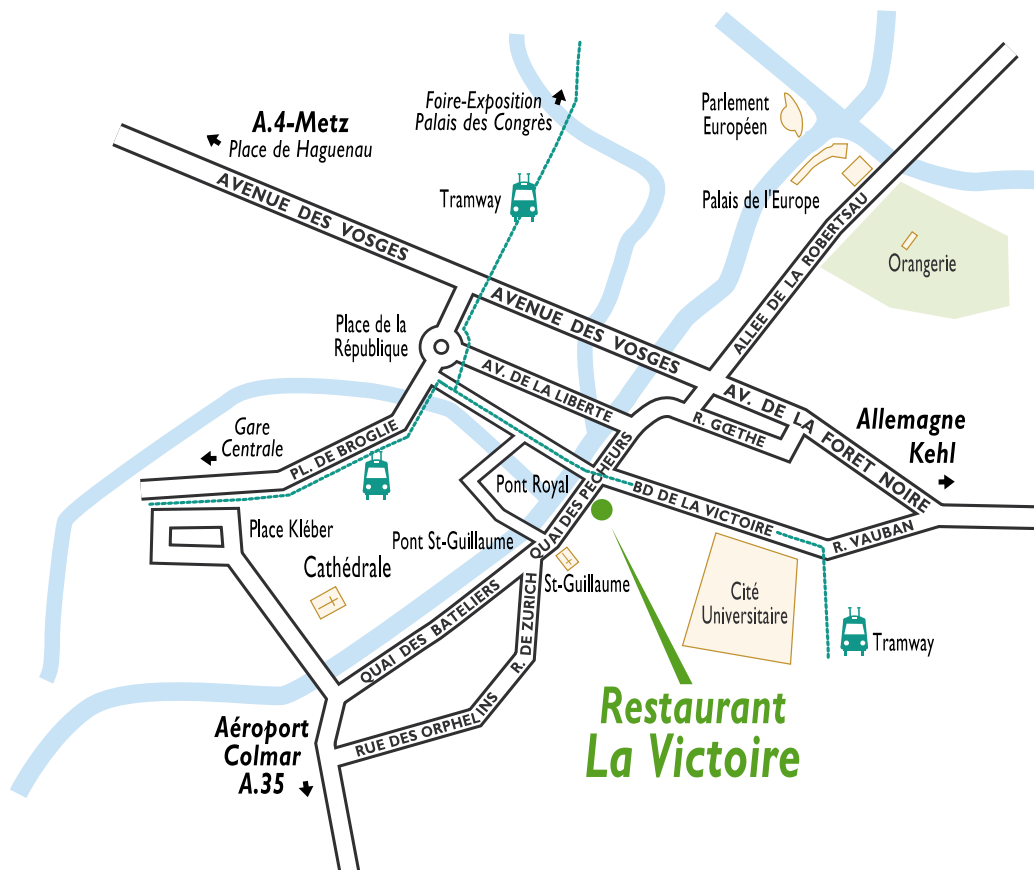 Foire-Exposition
Palais des Congrès
A.4-Metz
Place de Haguenau
Parlement
Européen
Palais de l'Europe
Tramway
AVENUE DES VOSGES
ALLEE DE LA ROBERTSAU
Orangerie
AVENUE DES VOSGES
Place de la
République
AV. DE LA LIBERTE
AV. DE LA FORET NOIRE
R. GŒTHE
Allemagne
Kehl
Gare
Centrale
PL. DE BROGLIE
Pont Royal
QUAI DES PECHEURS
BD DE LA VICTOIRE
R. VAUBAN
Place Kléber
Pont St-Guillaume
Cathédrale
St-Guillaume
Cité
Universitaire
QUAI DES BATELIERS
R. DE ZURICH
Tramway
RUE DES ORPHELINS
Aéroport
Colmar
A.35
Restaurant
La Victoire